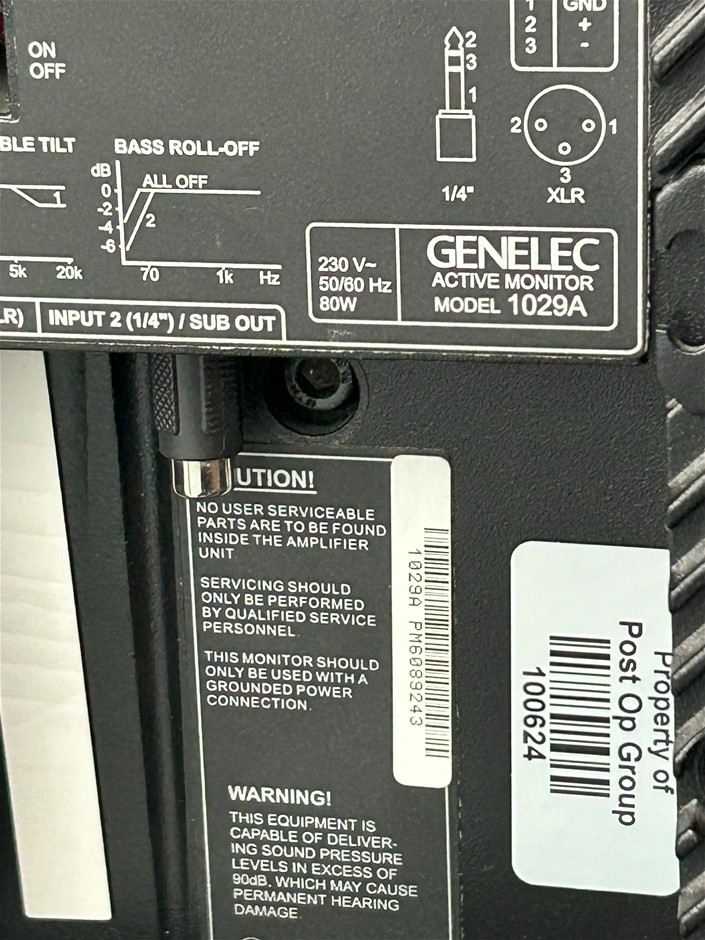 1 GND
2 +
3 -
ON
OFF
2
3
1
1/4"
2 1
3
XLR
BLE TILT
1
5k 20k
BASS ROLL-OFF
dB
0
-2
-4
-6
ALL OFF
2
70 1k Hz
230 V~
50/60 Hz
80W
GENELEC
ACTIVE MONITOR
MODEL 1029A
LR) INPUT 2 (1/4") / SUB OUT
UTION!
NO USER SERVICEABLE
PARTS ARE TO BE FOUND
INSIDE THE AMPLIFIER
UNIT
SERVICING SHOULD
ONLY BE PERFORMED
BY QUALIFIED SERVICE
PERSONNEL.
THIS MONITOR SHOULD
ONLY BE USED WITH A
GROUNDED POWER
CONNECTION.
WARNING!
THIS EQUIPMENT IS
CAPABLE OF DELIVER-
ING SOUND PRESSURE
LEVELS IN EXCESS OF
90dB, WHICH MAY CAUSE
PERMANENT HEARING
DAMAGE.
1029A PM6089243
Property of
Post Op Group
100624